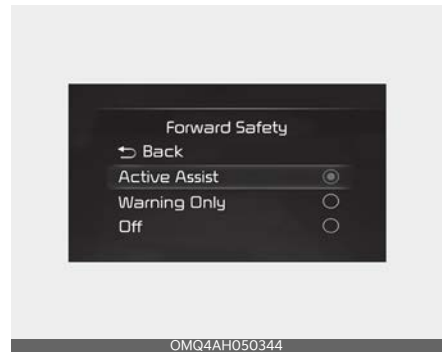 Forward Safety
Back
Active Assist
Warning Only
Off
OMQ4AH050344